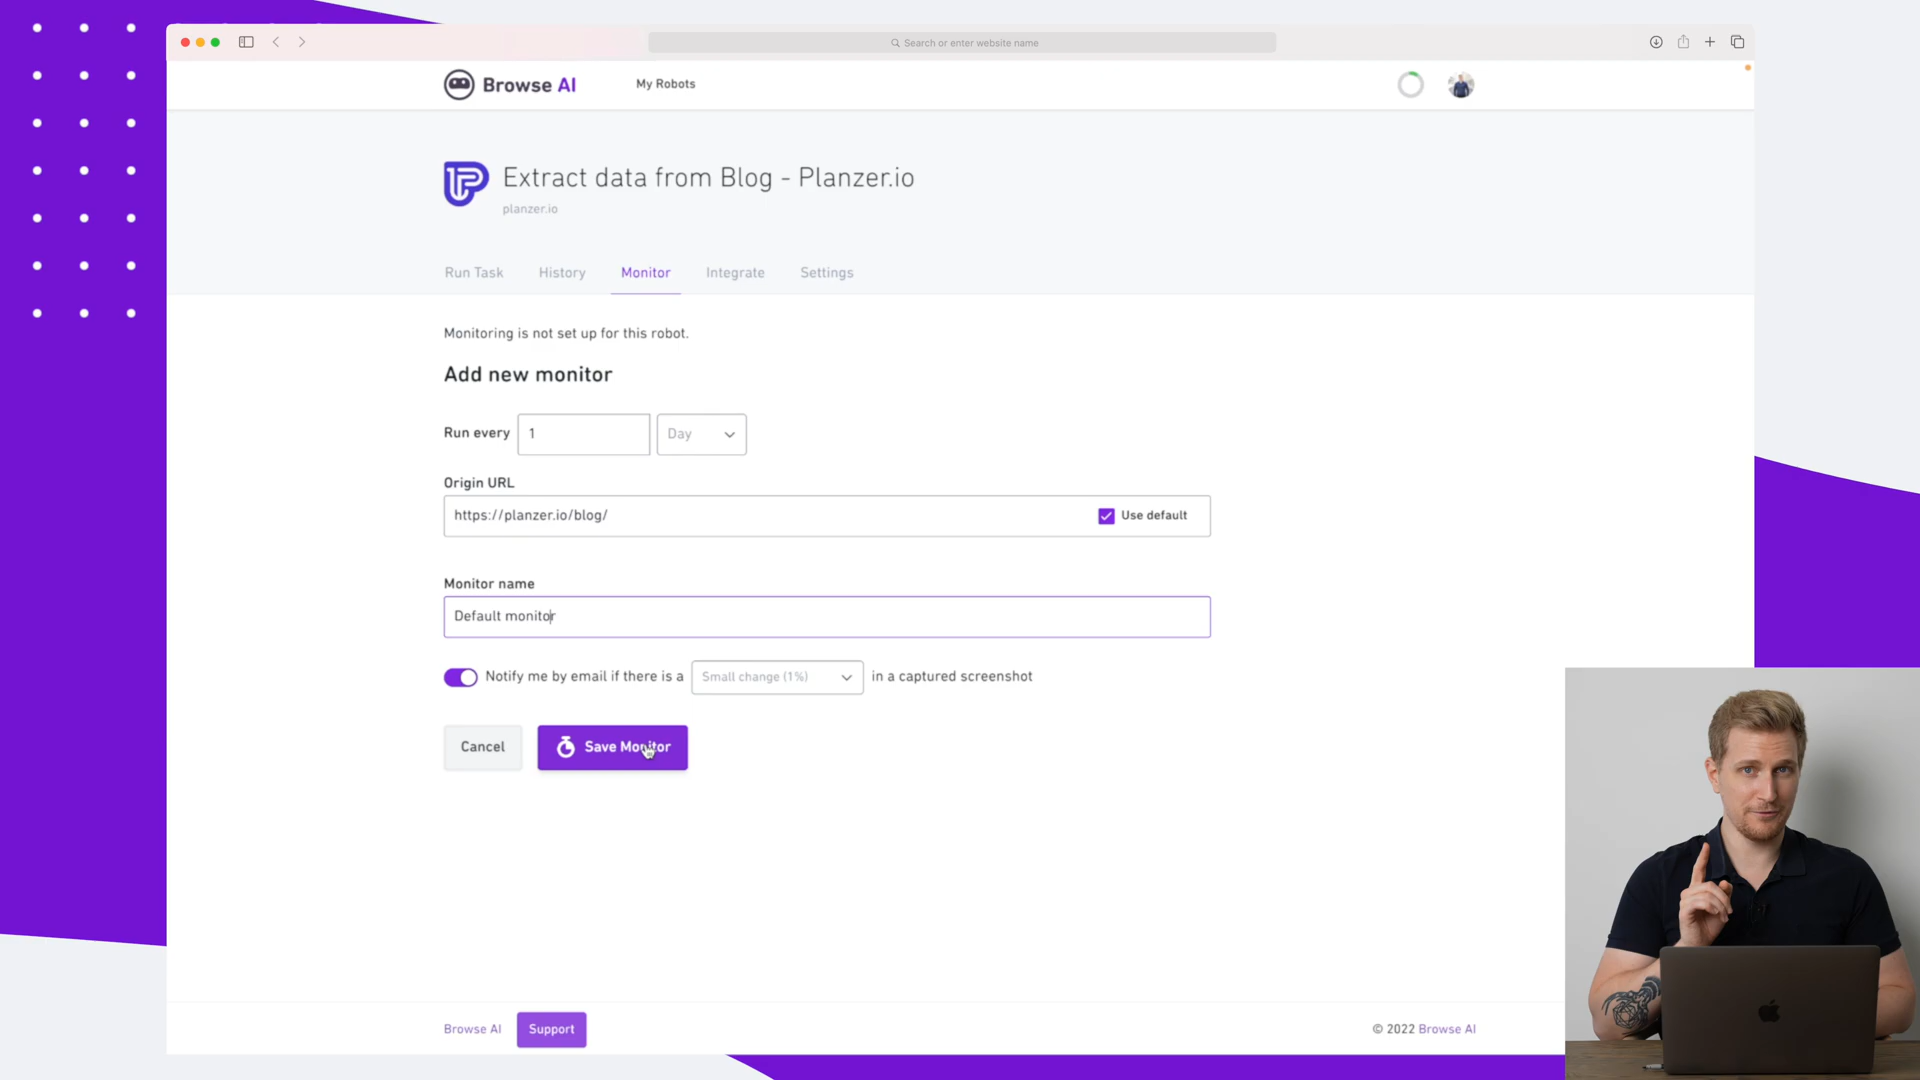 Search or enter website name
Browse AI
My Robots
Extract data from Blog - Planzer.io
planzer.io
Run Task
History
Monitor
Integrate
Settings
Monitoring is not set up for this robot.
Add new monitor
Run every 1 Day
Origin URL
https://planzer.io/blog/ Use default
Monitor name
Default monitor
Notify me by email if there is a Small change (1%) in a captured screenshot
Cancel
Save Monitor
Browse AI
Support
© 2022 Browse AI